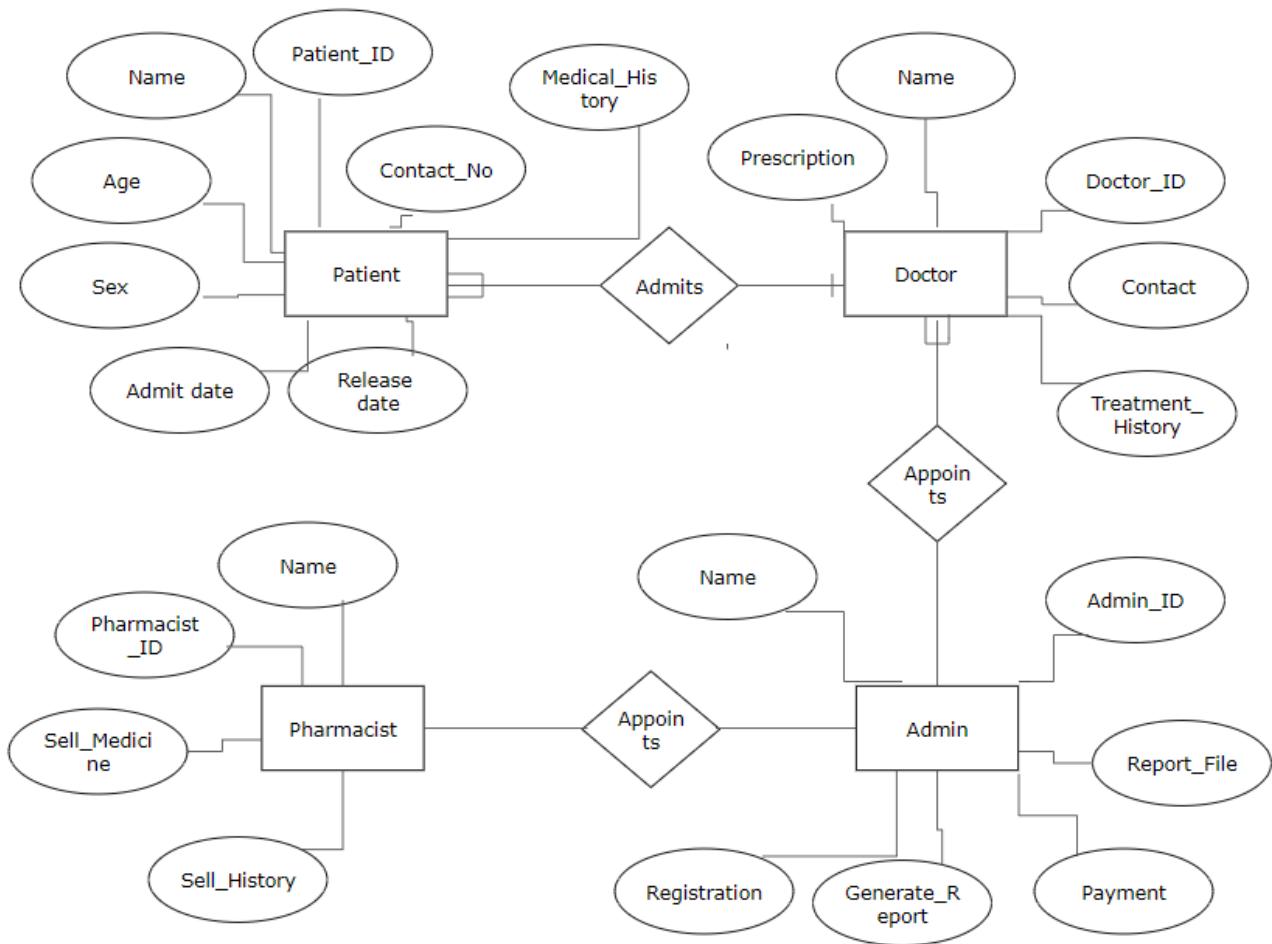 Patient_ID
Name
Medical_His
tory
Name
Prescription
Contact_No
Age
Doctor_ID
Patient
Admits
Doctor
Sex
Contact
Admit date
Release
date
Treatment_
History
Appoin
ts
Name
Name
Admin_ID
Pharmacist
_ID
Pharmacist
Appoin
ts
Admin
Sell_Medici
ne
Report_File
Sell_History
Registration
Generate_R
eport
Payment